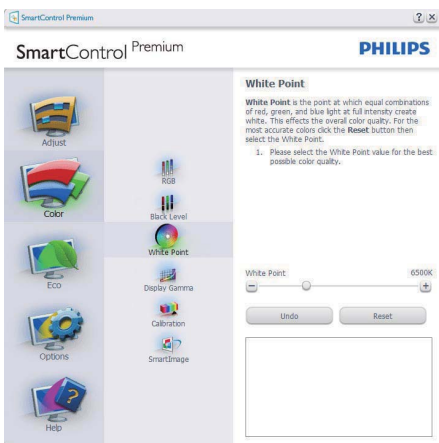 SmartControl Premium
SmartControl Premium
PHILIPS
Adjust
Color
Eco
Options
Help
RGB
Black Level
White Point
Display Gamma
Calibration
SmartImage
White Point
White Point is the point at which equal combinations
of red, green, and blue light at full intensity create
white. This effects the overall color quality. For the
most accurate colors click the Reset button then
select the White Point.
1. Please select the White Point value for the best
possible color quality.
White Point 6500K
Undo Reset